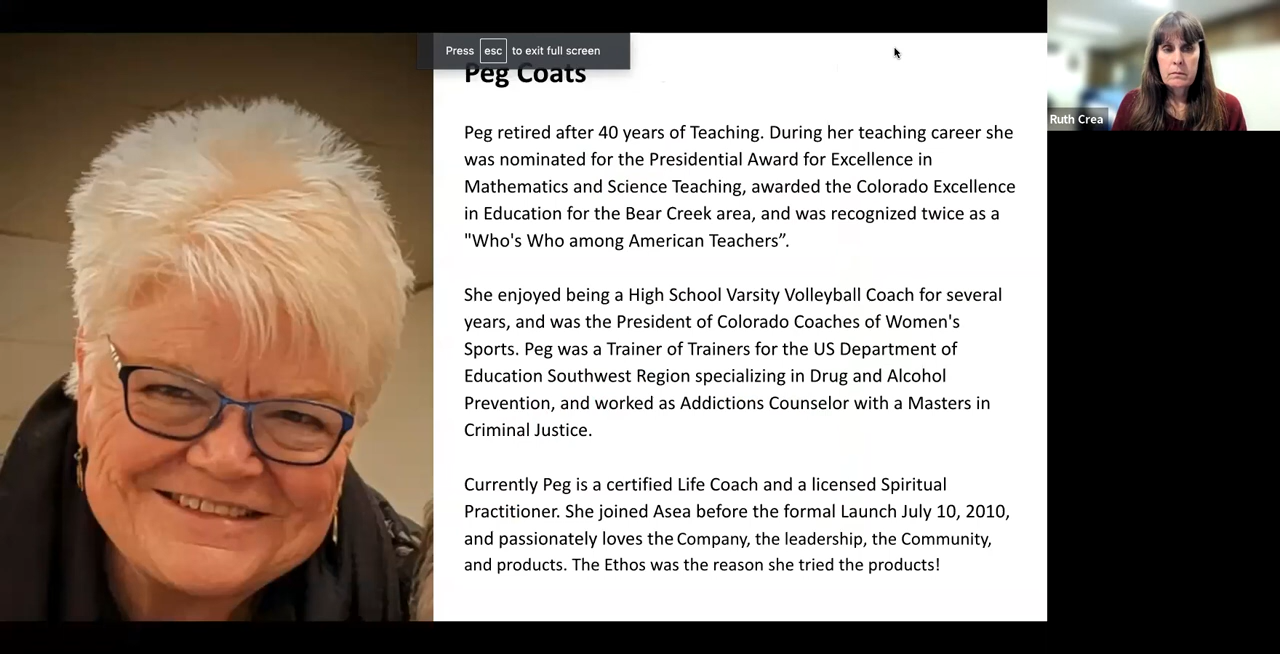 Press esc to exit full screen
Peg Coats
Peg retired after 40 years of Teaching. During her teaching career she
was nominated for the Presidential Award for Excellence in
Mathematics and Science Teaching, awarded the Colorado Excellence
in Education for the Bear Creek area, and was recognized twice as a
"Who's Who among American Teachers”.
She enjoyed being a High School Varsity Volleyball Coach for several
years, and was the President of Colorado Coaches of Women's
Sports. Peg was a Trainer of Trainers for the US Department of
Education Southwest Region specializing in Drug and Alcohol
Prevention, and worked as Addictions Counselor with a Masters in
Criminal Justice.
Currently Peg is a certified Life Coach and a licensed Spiritual
Practitioner. She joined Asea before the formal Launch July 10, 2010,
and passionately loves the Company, the leadership, the Community,
and products. The Ethos was the reason she tried the products!
Ruth Crea